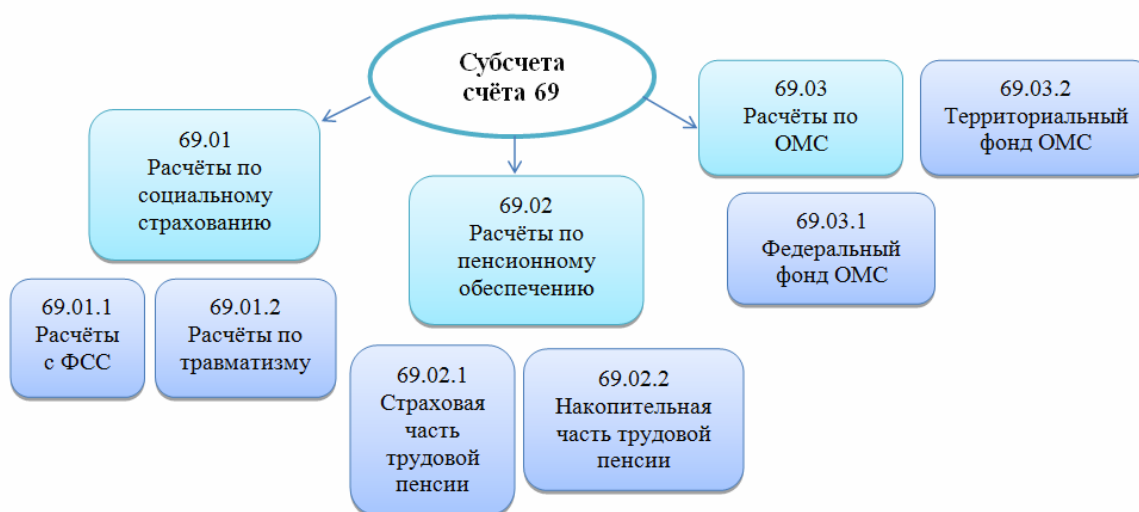 Субсчета
счёта 69
69.01
Расчёты по
социальному
страхованию
69.01.1
Расчёты
с ФСС
69.01.2
Расчёты по
травматизму
69.02
Расчёты по
пенсионному
обеспечению
69.02.1
Страховая
часть
трудовой
пенсии
69.02.2
Накопительная
часть трудовой
пенсии
69.03
Расчёты по
ОМС
69.03.1
Федеральный
фонд ОМС
69.03.2
Территориальный
фонд ОМС